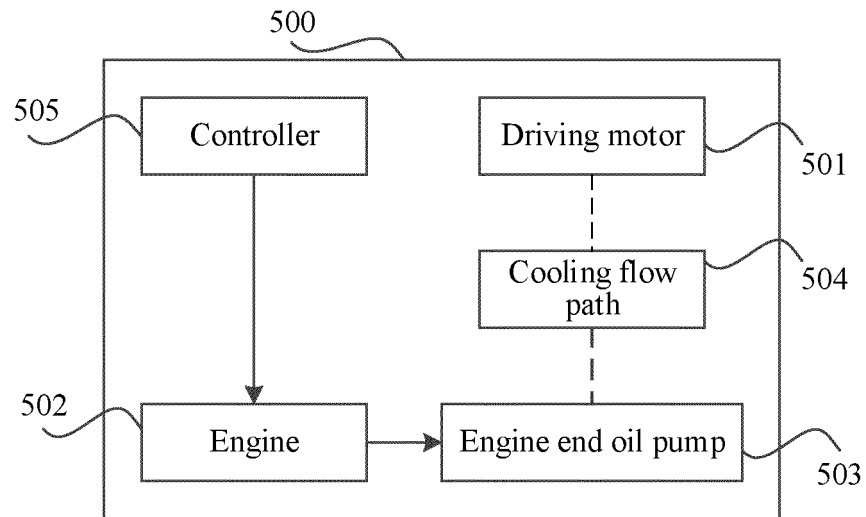 500
505
Controller
Driving motor
501
Cooling flow
path
504
502
Engine
Engine end oil pump
503